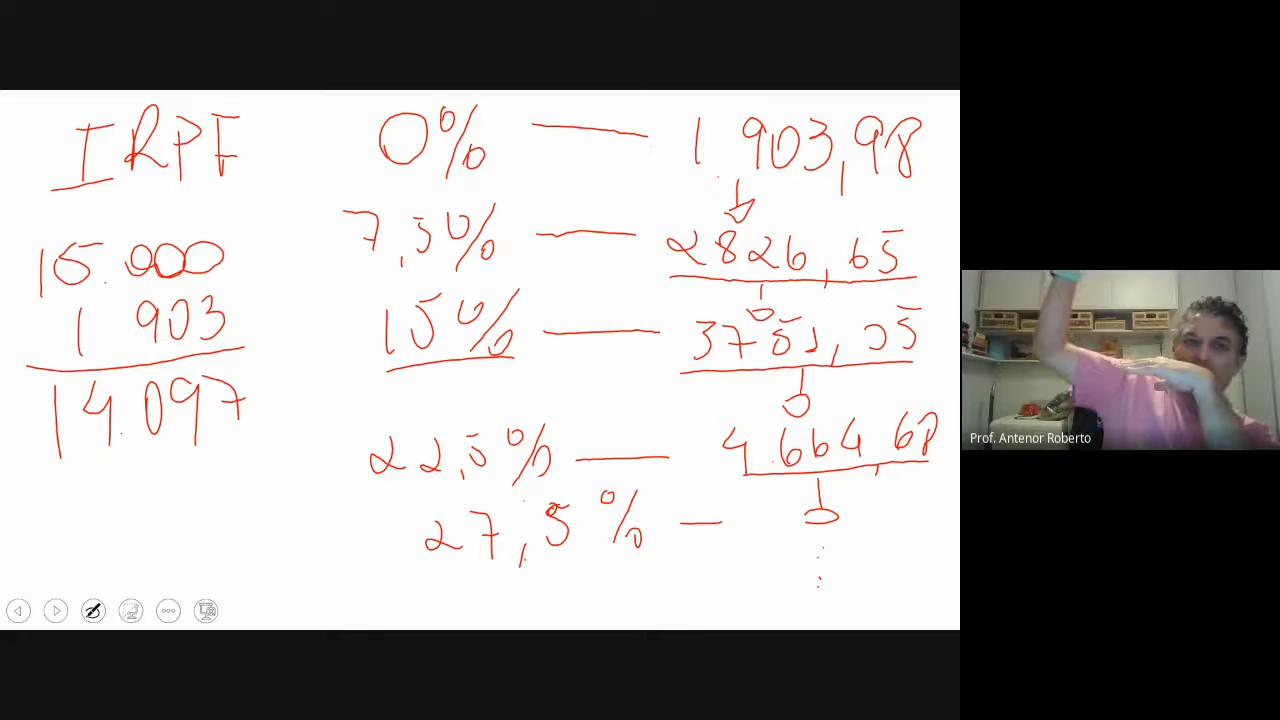 IRPF
15.000
1 903
14.097
0% — 1.903,98
7,5% — 2826,65
15% — 3751,05
22,5% — 4.664,68
27,5% —
Prof. Antenor Roberto